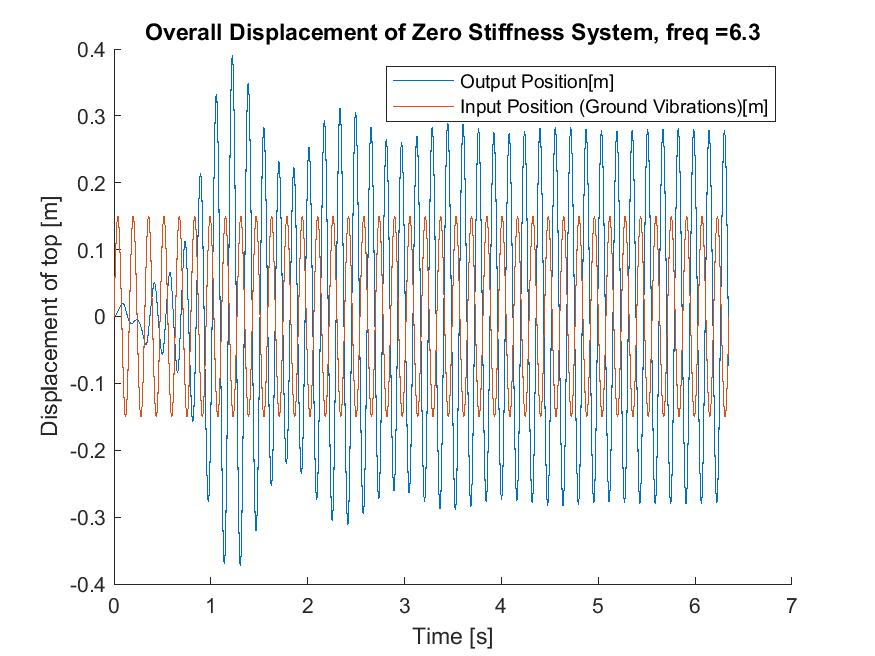 Overall Displacement of Zero Stiffness System, freq =6.3
Output Position[m]
Input Position (Ground Vibrations)[m]
Displacement of top [m]
0.4
0.3
0.2
0.1
0
-0.1
-0.2
-0.3
-0.4
0 1 2 3 4 5 6 7
Time [s]